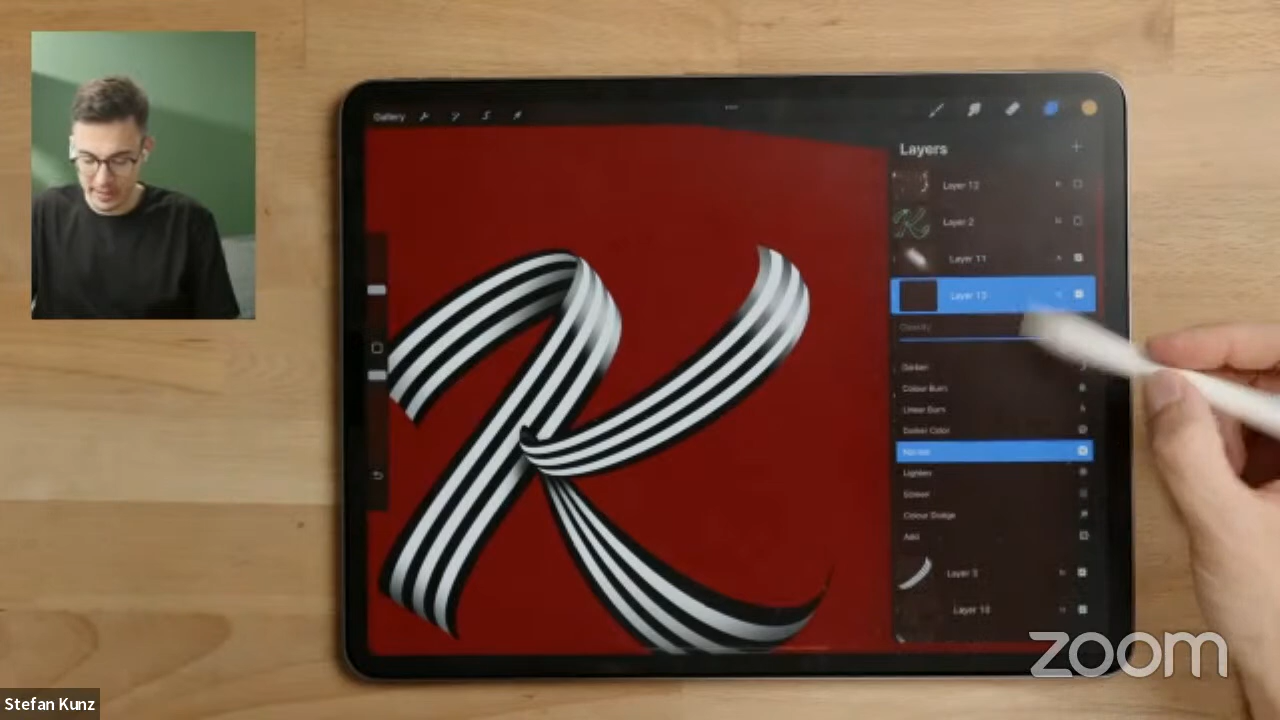 Gallery
Layers
Layer 12
Layer 2
Layer 11
Layer 13
Opacity
Darken
Colour Burn
Linear Burn
Darker Color
Normal
Lighten
Screen
Colour Dodge
Add
Layer 3
Layer 10
K
zoom
Stefan Kunz